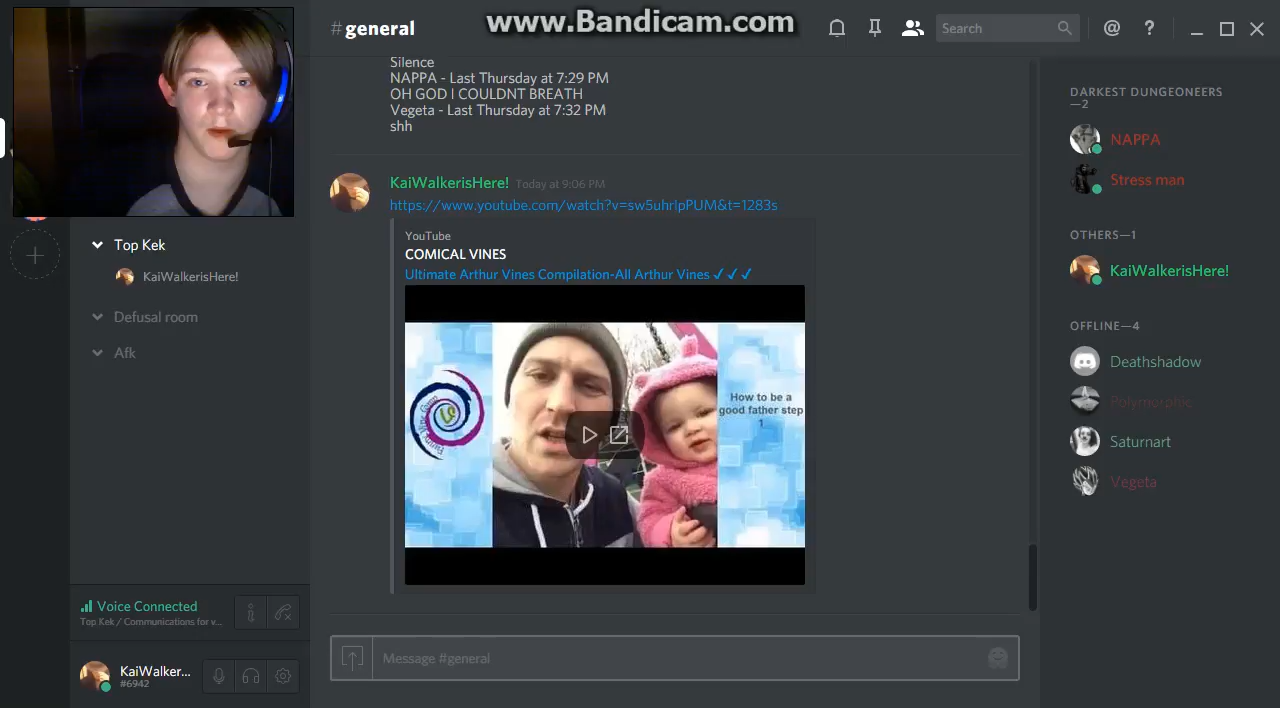 www.Bandicam.com
#general
Search
Silence
NAPPA - Last Thursday at 7:29 PM
OH GOD I COULDNT BREATH
Vegeta - Last Thursday at 7:32 PM
shh
KaiWalkerisHere! Today at 9:06 PM
https://www.youtube.com/watch?v=sw5uhrlpPUM&t=1283s
YouTube
COMICAL VINES
Ultimate Arthur Vines Compilation-All Arthur Vines ✓ ✓ ✓
How to be a
good father step
1
Message #general
Top Kek
KaiWalkerisHere!
Defusal room
Afk
Voice Connected
Top Kek / Communications for v...
KaiWalker...
#6942
DARKEST DUNGEONEERS
—2
NAPPA
Stress man
OTHERS—1
KaiWalkerisHere!
OFFLINE—4
Deathshadow
Polymorphic
Saturnart
Vegeta